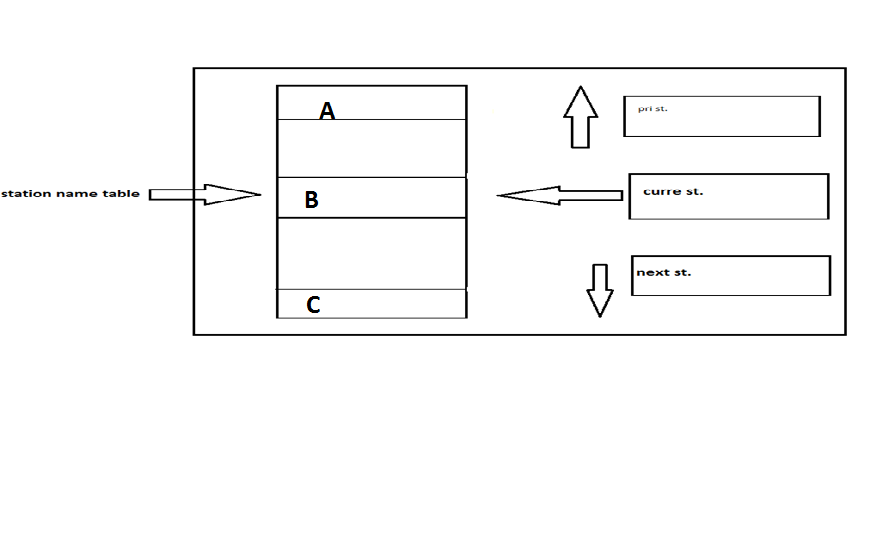 A
pri st.
station name table
B
curre st.
next st.
C